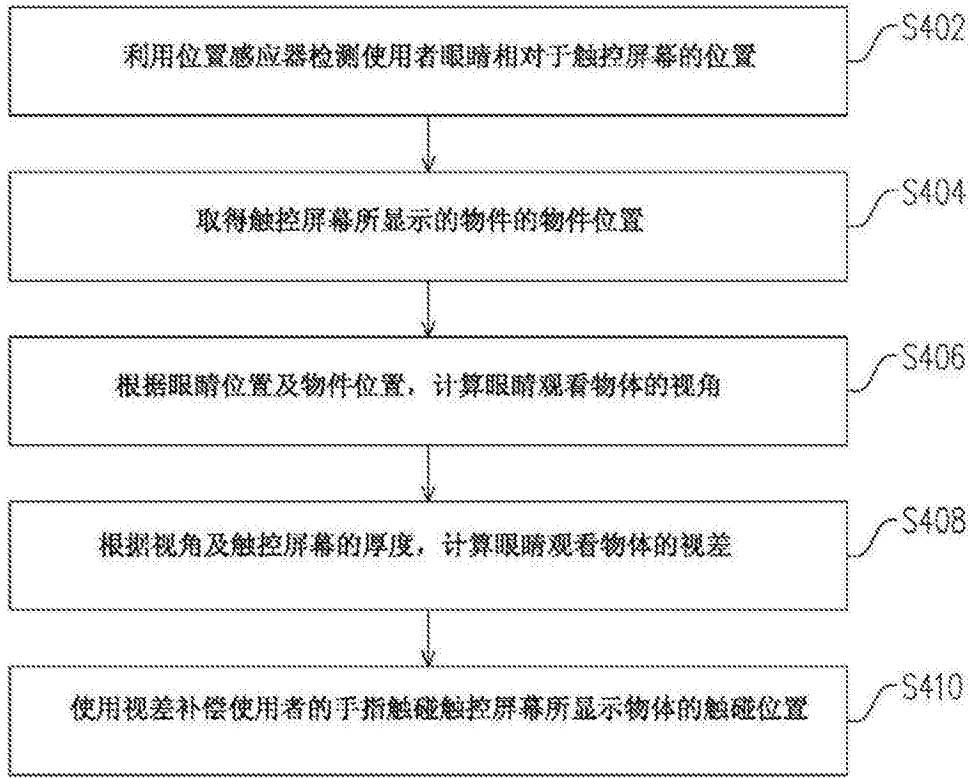 利用位置感应器检测使用者眼睛相对于触控屏幕的位置
S402
取得触控屏幕所显示的物件的物件位置
S404
根据眼睛位置及物件位置，计算眼睛观看物体的视角
S406
根据视角及触控屏幕的厚度，计算眼睛观看物体的视差
S408
使用视差补偿使用者的手指触碰触控屏幕所显示物体的触碰位置
S410